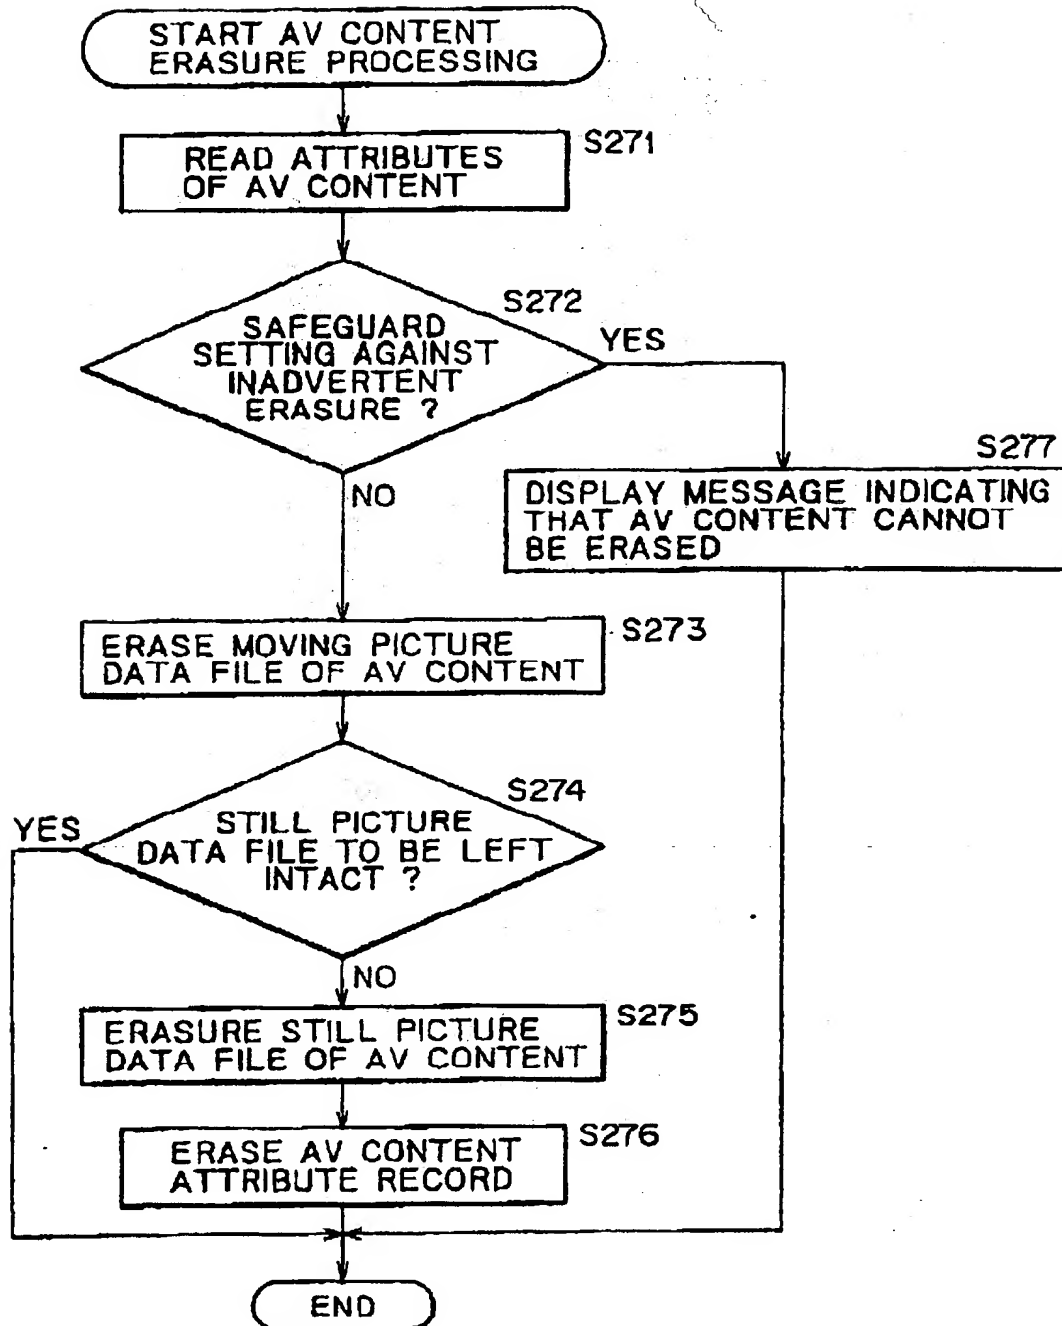 START AV CONTENT
ERASURE PROCESSING
S271
READ ATTRIBUTES
OF AV CONTENT
S272
SAFEGUARD
SETTING AGAINST
INADVERTENT
ERASURE ?
YES
NO
S277
DISPLAY MESSAGE INDICATING
THAT AV CONTENT CANNOT
BE ERASED
S273
ERASE MOVING PICTURE
DATA FILE OF AV CONTENT
S274
STILL PICTURE
DATA FILE TO BE LEFT
INTACT ?
YES
NO
S275
ERASURE STILL PICTURE
DATA FILE OF AV CONTENT
S276
ERASE AV CONTENT
ATTRIBUTE RECORD
END